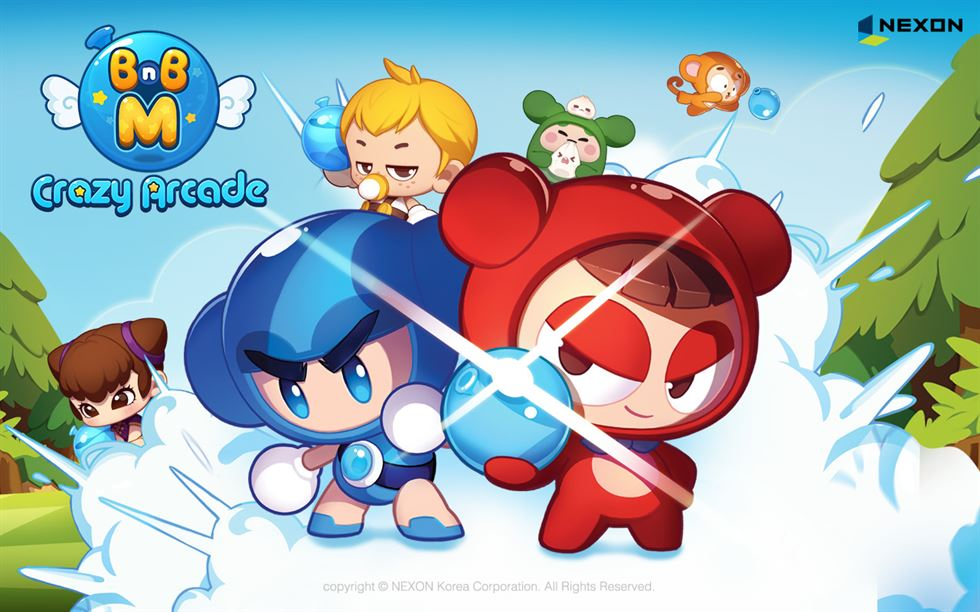 BnB
M
Crazy Arcade
NEXON
copyright © NEXON Korea Corporation. All Rights Reserved.